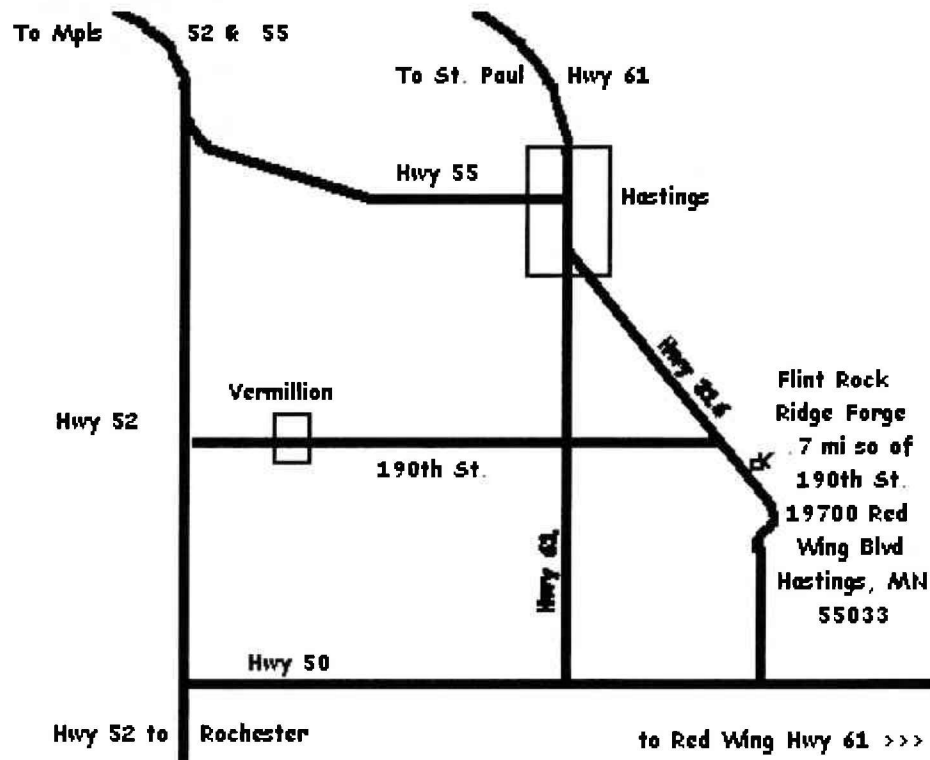 To Mpls 52 & 55
To St. Paul Hwy 61
Hwy 55
Hastings
Hwy 316
Vermillion
Hwy 52
190th St.
Flint Rock
Ridge Forge
.7 mi so of
190th St.
19700 Red
Wing Blvd
Hastings, MN
55033
Hwy 61
Hwy 50
Hwy 52 to Rochester
to Red Wing Hwy 61 >>>